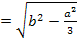 = √(b² − a²/3)